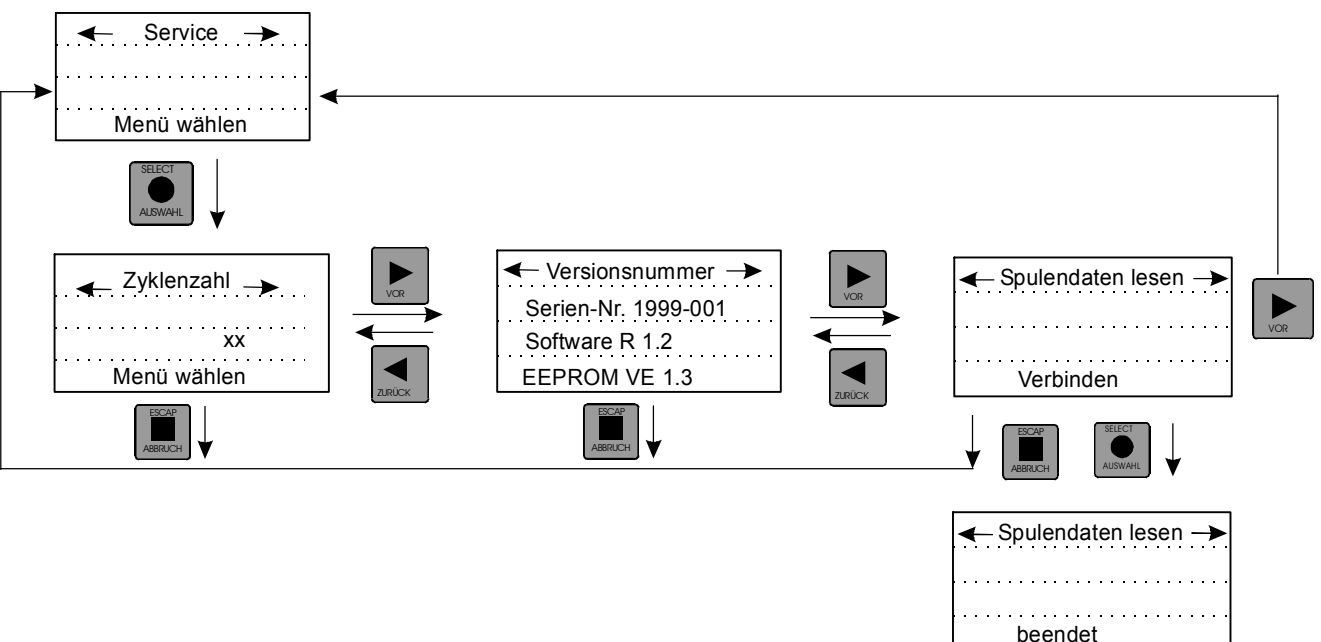 Service
Menü wählen
SELECT
AUSWAHL
Zyklenzahl
xx
Menü wählen
VOR
ZURÜCK
Versionsnummer
Serien-Nr. 1999-001
Software R 1.2
EEPROM VE 1.3
VOR
ZURÜCK
Spulendaten lesen
Verbinden
VOR
ESCAP
ABBRUCH
ESCAP
ABBRUCH
ESCAP
ABBRUCH
SELECT
AUSWAHL
Spulendaten lesen
beendet